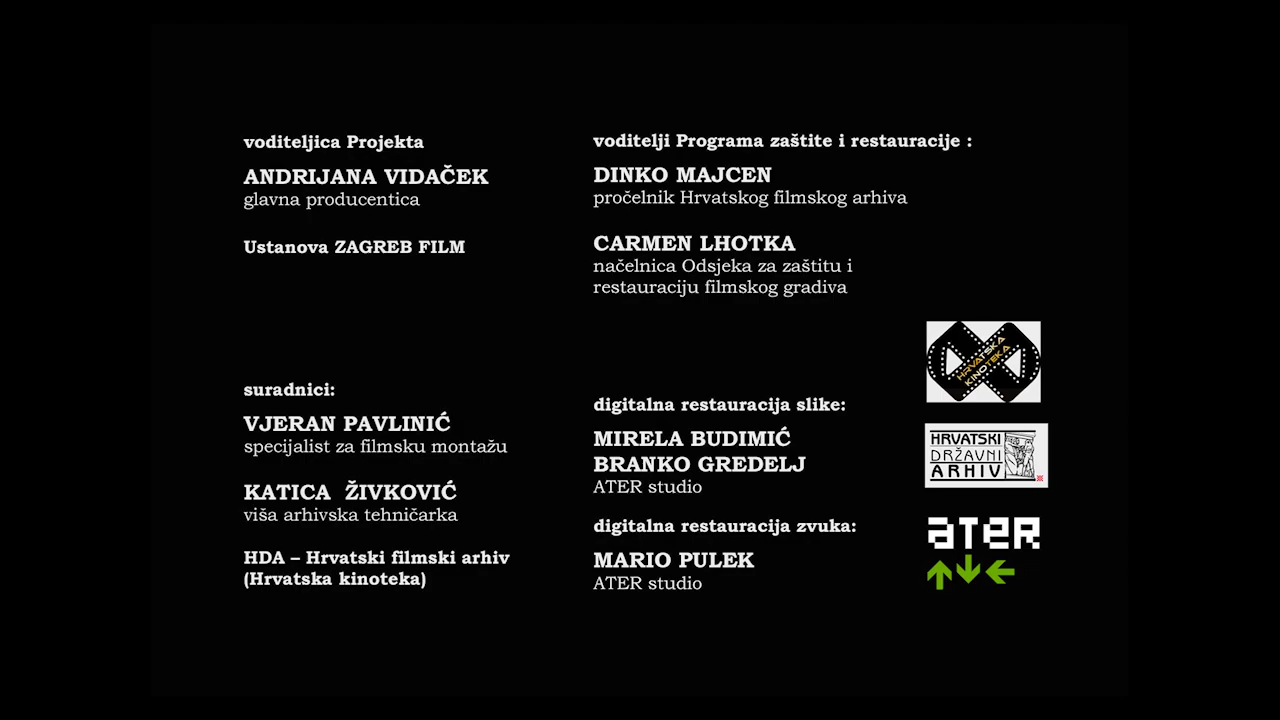 voditeljica Projekta
ANDRIJANA VIDAČEK
glavna producentica
Ustanova ZAGREB FILM
voditelji Programa zaštite i restauracije :
DINKO MAJCEN
pročelnik Hrvatskog filmskog arhiva
CARMEN LHOTKA
načelnica Odsjeka za zaštitu i
restauraciju filmskog gradiva
suradnici:
VJERAN PAVLINIĆ
specijalist za filmsku montažu
KATICA ŽIVKOVIĆ
viša arhivska tehničarka
HDA – Hrvatski filmski arhiv
(Hrvatska kinoteka)
digitalna restauracija slike:
MIRELA BUDIMIĆ
BRANKO GREDELJ
ATER studio
digitalna restauracija zvuka:
MARIO PULEK
ATER studio
HRVATSKA
KINOTEKA
HRVATSKI
DRŽAVNI
ARHIV
aTeR